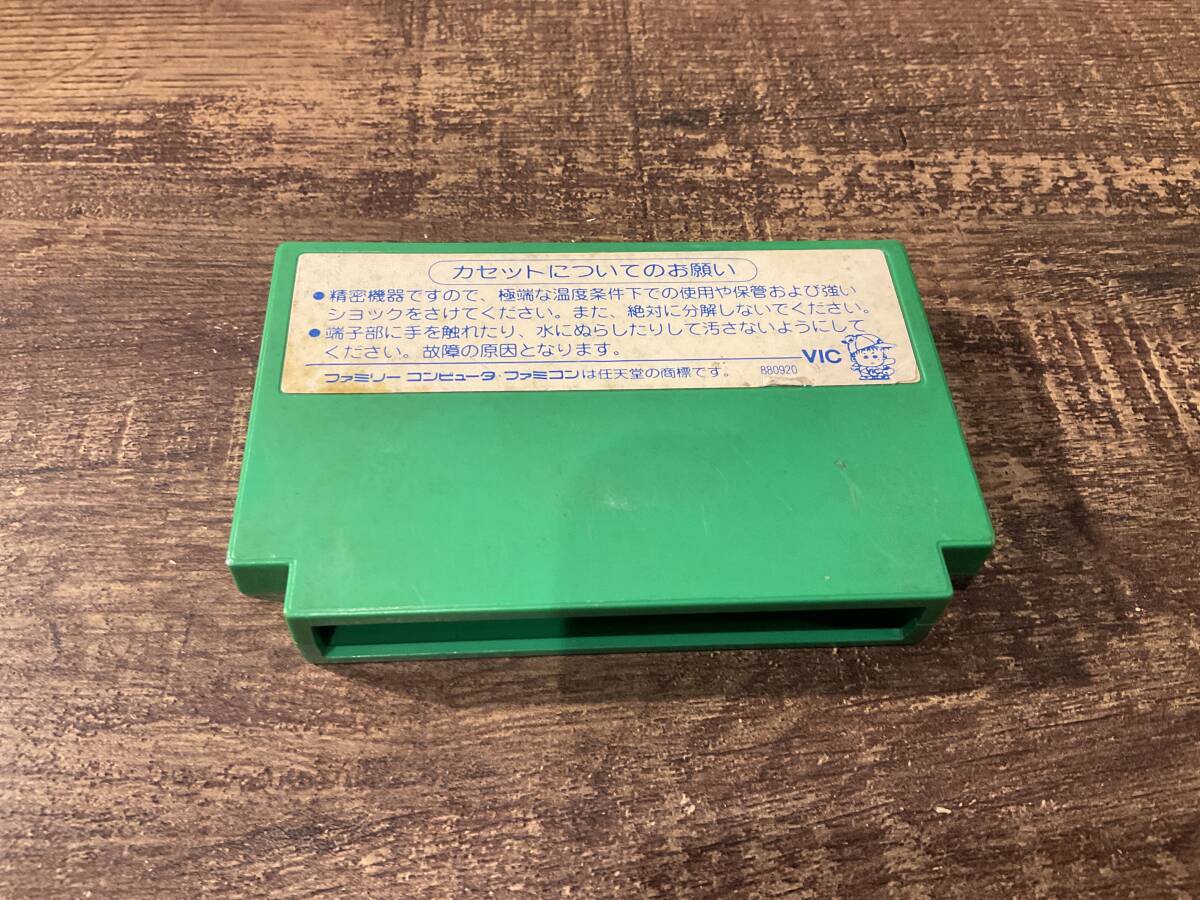 カセットについてのお願い
●精密機器ですので、極端な温度条件下での使用や保管および強い
ショックをさけてください。また、絶対に分解しないでください。
●端子部に手を触れたり、水にぬらしたりして汚さないようにして
ください。故障の原因となります。
VIC
ファミリー コンピュータ・ファミコンは任天堂の商標です。 880920